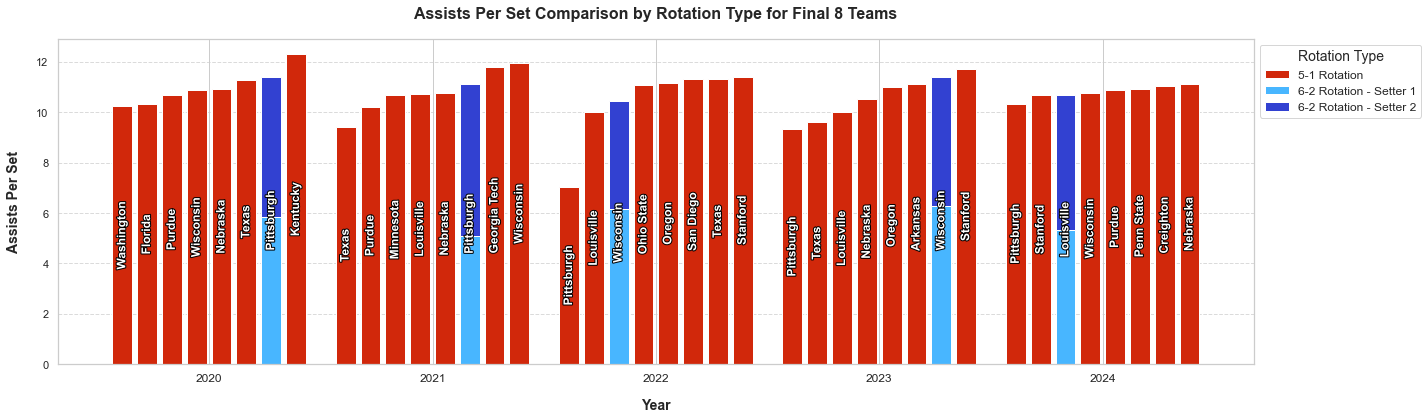 Assists Per Set Comparison by Rotation Type for Final 8 Teams
Assists Per Set
12
10
8
6
4
2
0
Washington
Florida
Purdue
Wisconsin
Nebraska
Texas
Pittsburgh
Kentucky
Texas
Purdue
Minnesota
Louisville
Nebraska
Pittsburgh
Georgia Tech
Wisconsin
Pittsburgh
Louisville
Wisconsin
Ohio State
Oregon
San Diego
Texas
Stanford
Pittsburgh
Texas
Louisville
Nebraska
Oregon
Arkansas
Wisconsin
Stanford
Pittsburgh
Stanford
Louisville
Wisconsin
Purdue
Penn State
Creighton
Nebraska
2020
2021
2022
2023
2024
Year
Rotation Type
5-1 Rotation
6-2 Rotation - Setter 1
6-2 Rotation - Setter 2